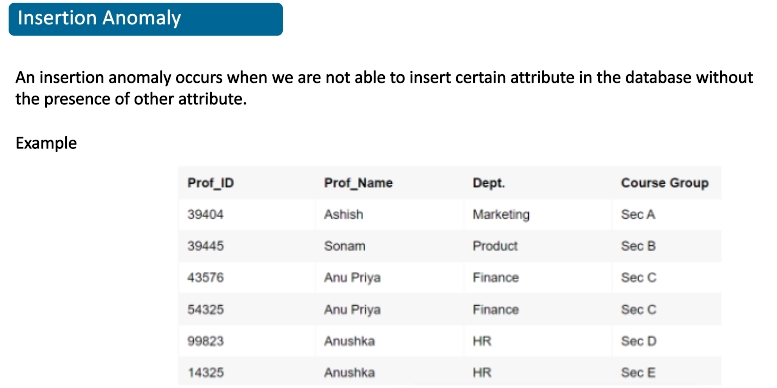 Insertion Anomaly
An insertion anomaly occurs when we are not able to insert certain attribute in the database without
the presence of other attribute.
Example
Prof_ID Prof_Name Dept. Course Group
39404 Ashish Marketing Sec A
39445 Sonam Product Sec B
43576 Anu Priya Finance Sec C
54325 Anu Priya Finance Sec C
99823 Anushka HR Sec D
14325 Anushka HR Sec E